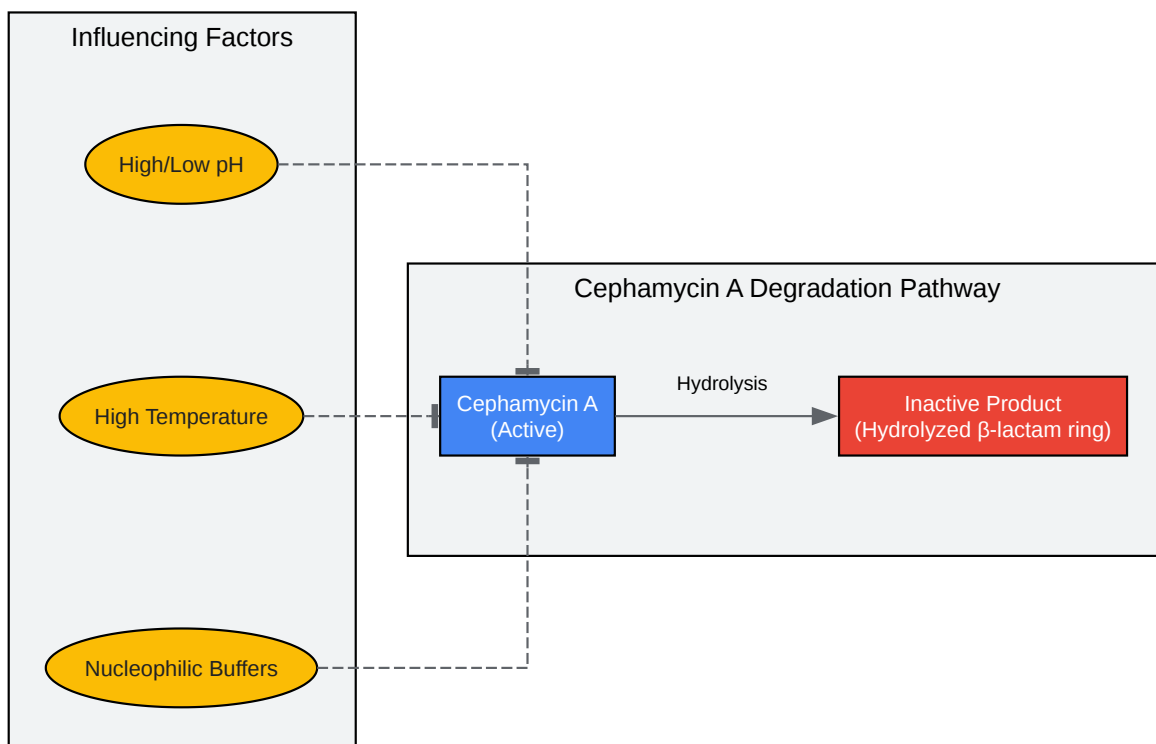 Influencing Factors
High/Low pH
Cephamycin A Degradation Pathway
High Temperature
Cephamycin A
(Active)
Hydrolysis
Inactive Product
(Hydrolyzed β-lactam ring)
Nucleophilic Buffers